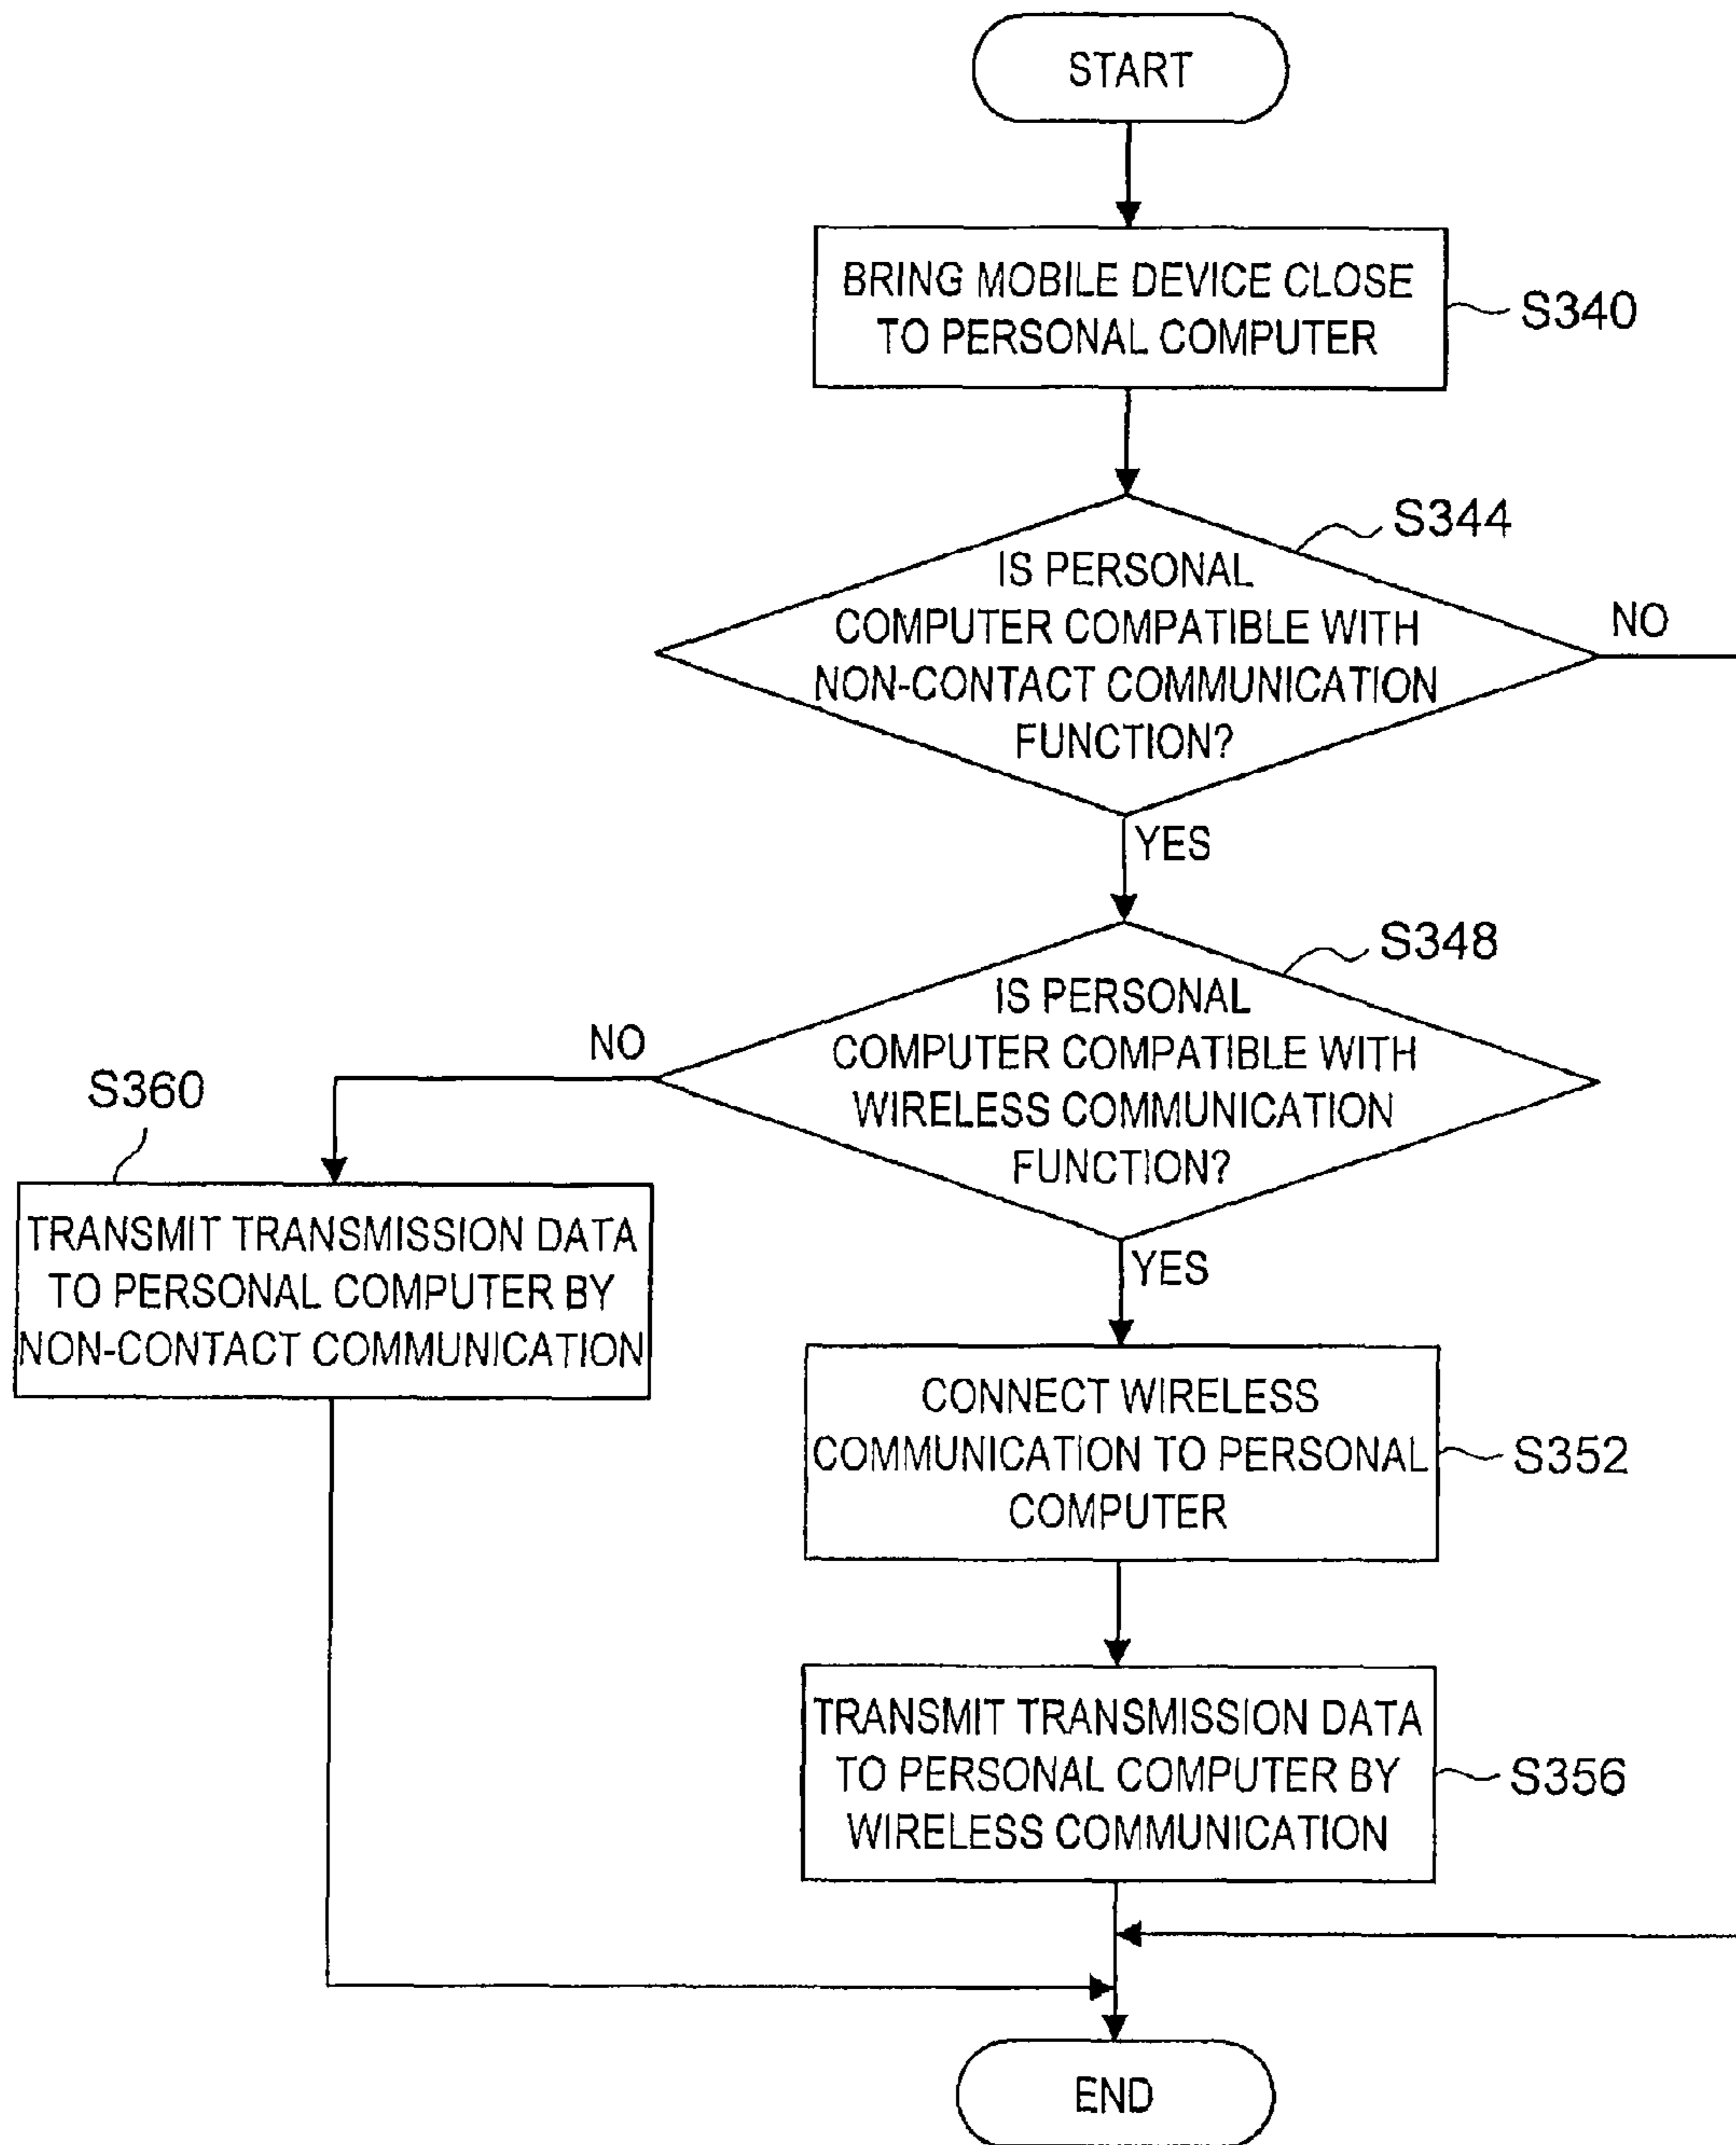 START
BRING MOBILE DEVICE CLOSE
TO PERSONAL COMPUTER
S340
S344
IS PERSONAL
COMPUTER COMPATIBLE WITH
NON-CONTACT COMMUNICATION
FUNCTION?
NO
YES
S348
IS PERSONAL
COMPUTER COMPATIBLE WITH
WIRELESS COMMUNICATION
FUNCTION?
NO
YES
S360
TRANSMIT TRANSMISSION DATA
TO PERSONAL COMPUTER BY
NON-CONTACT COMMUNICATION
CONNECT WIRELESS
COMMUNICATION TO PERSONAL
COMPUTER
S352
TRANSMIT TRANSMISSION DATA
TO PERSONAL COMPUTER BY
WIRELESS COMMUNICATION
S356
END